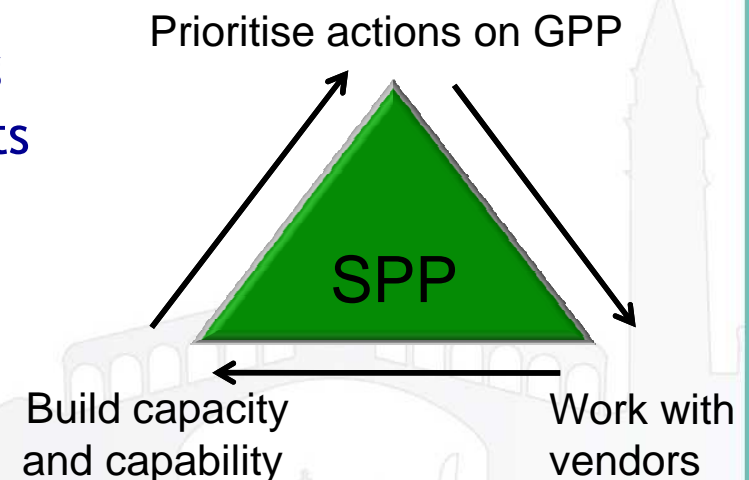 Prioritise actions on GPP
SPP
Build capacity
and capability
Work with
vendors